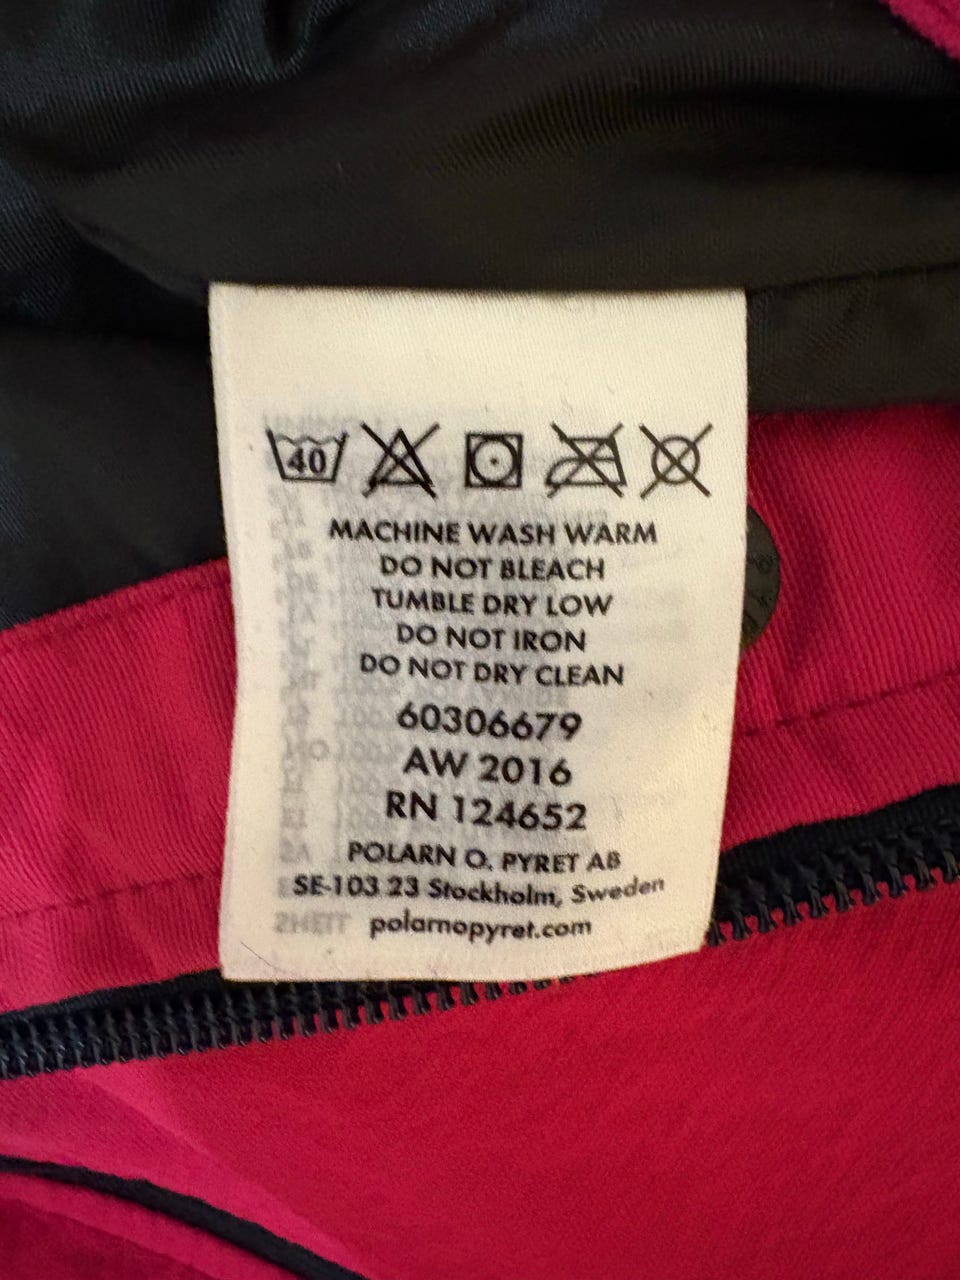 40
MACHINE WASH WARM
DO NOT BLEACH
TUMBLE DRY LOW
DO NOT IRON
DO NOT DRY CLEAN
60306679
AW 2016
RN 124652
POLARN O. PYRET AB
SE-103 23 Stockholm, Sweden
polarnopyret.com